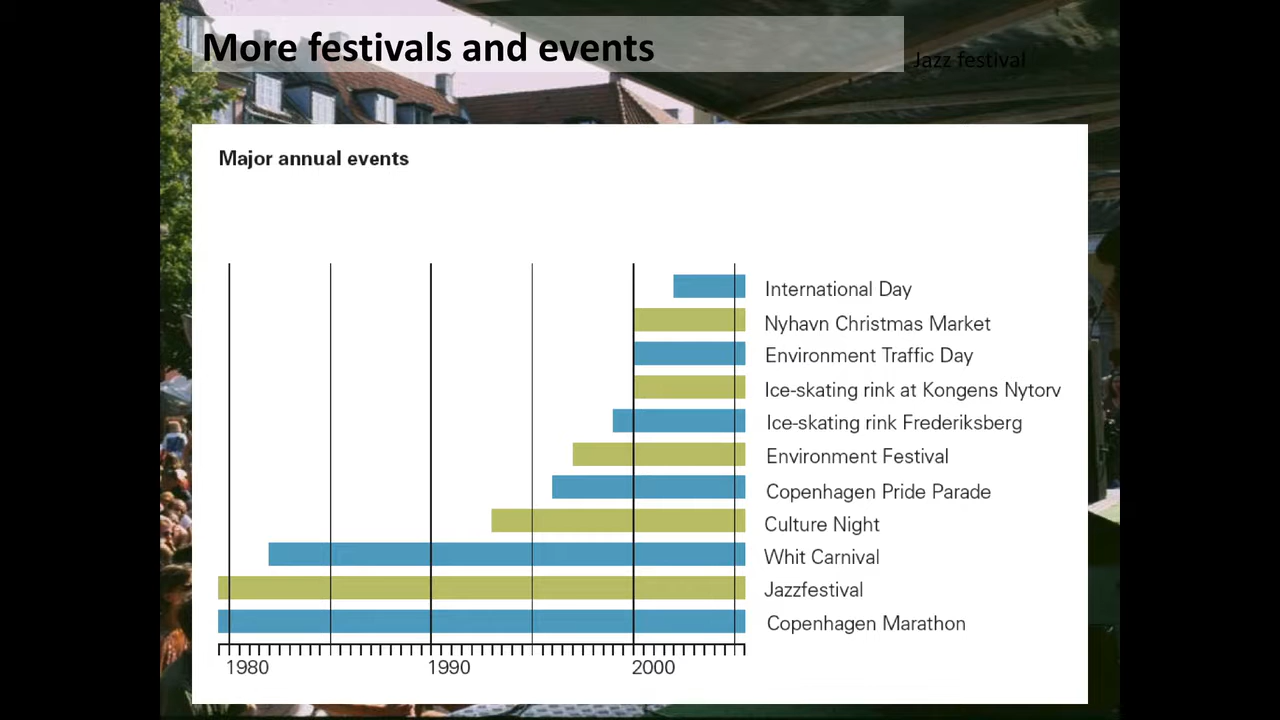 More festivals and events
Jazz festival
Major annual events
International Day
Nyhavn Christmas Market
Environment Traffic Day
Ice-skating rink at Kongens Nytorv
Ice-skating rink Frederiksberg
Environment Festival
Copenhagen Pride Parade
Culture Night
Whit Carnival
Jazzfestival
Copenhagen Marathon
1980 1990 2000